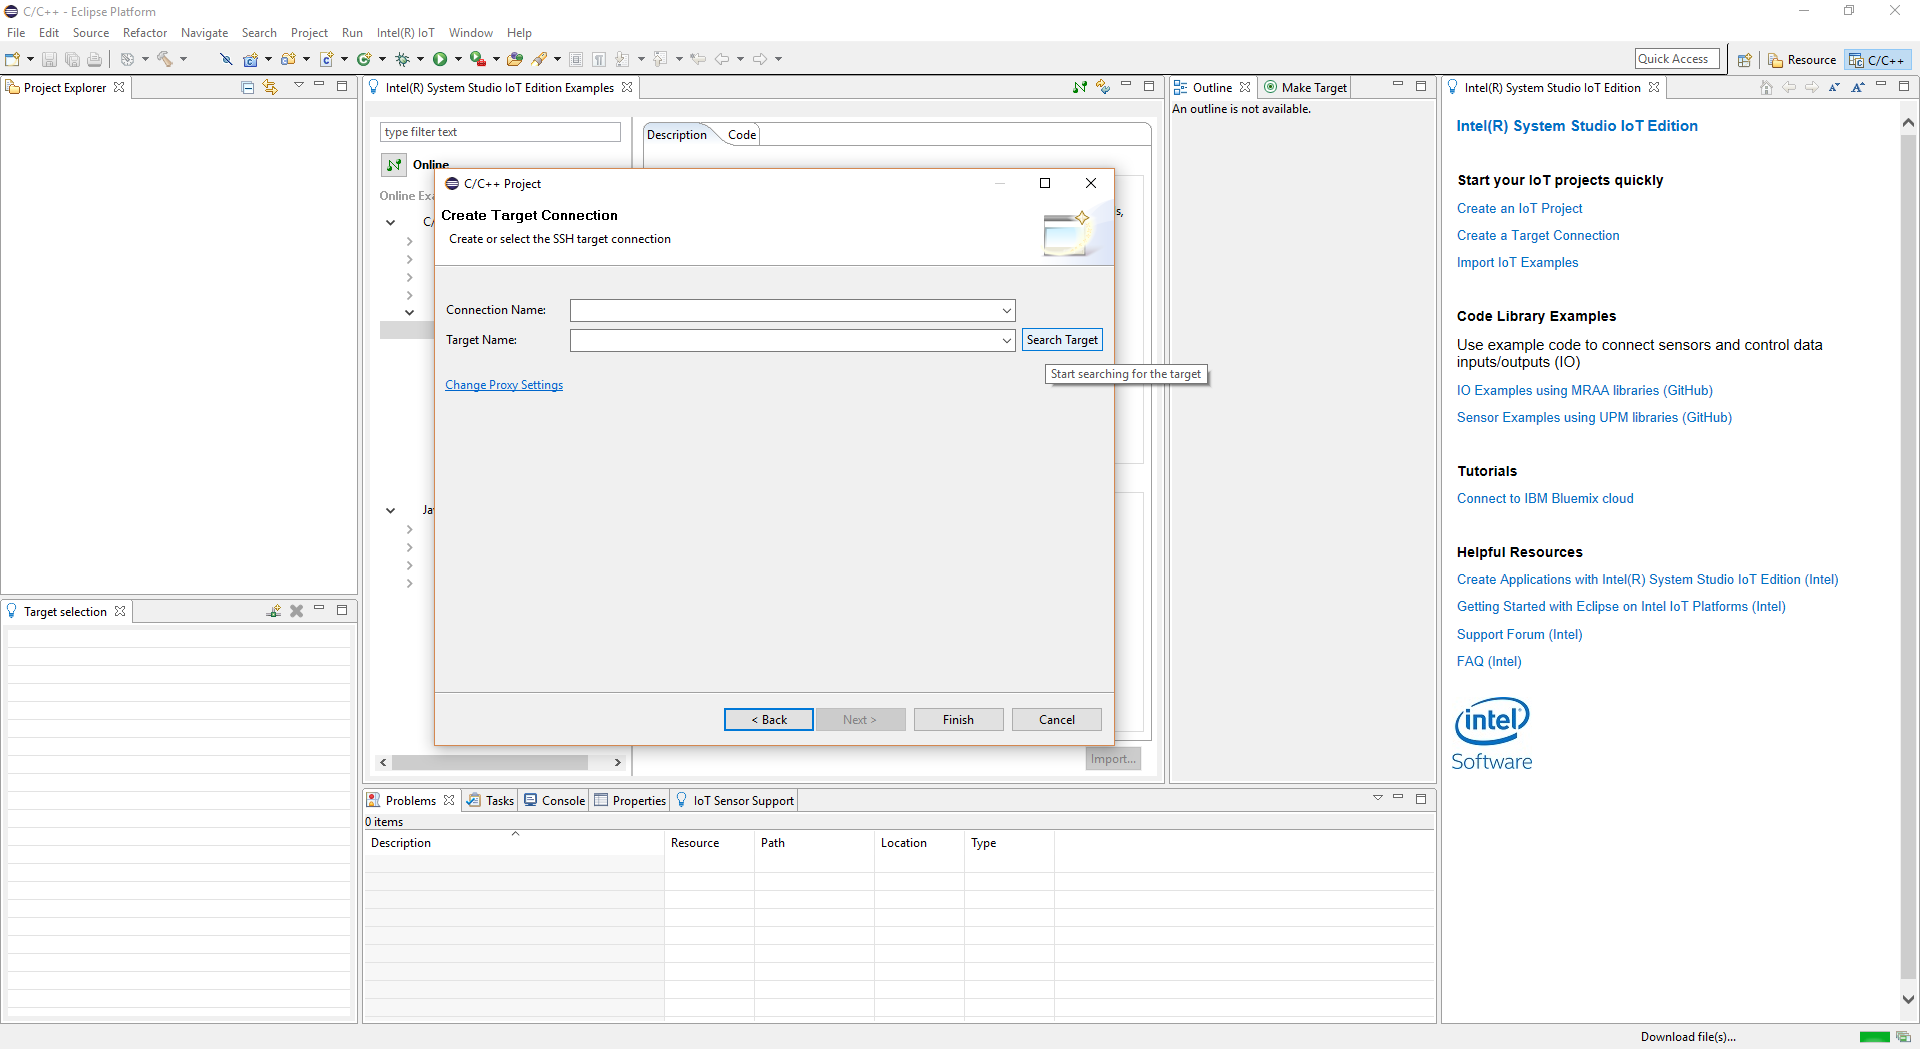 C/C++ - Eclipse Platform
File Edit Source Refactor Navigate Search Project Run Intel(R) IoT Window Help
Quick Access
Resource
C/C++
Project Explorer
Intel(R) System Studio IoT Edition Examples
type filter text
Online
Online
Description
Code
C/C++ Project
Create Target Connection
Create or select the SSH target connection
Connection Name:
Target Name:
Search Target
Start searching for the target
Change Proxy Settings
< Back
Next >
Finish
Cancel
Import...
Outline
Make Target
An outline is not available.
Intel(R) System Studio IoT Edition
Intel(R) System Studio IoT Edition
Start your IoT projects quickly
Create an IoT Project
Create a Target Connection
Import IoT Examples
Code Library Examples
Use example code to connect sensors and control data
inputs/outputs (IO)
IO Examples using MRAA libraries (GitHub)
Sensor Examples using UPM libraries (GitHub)
Tutorials
Connect to IBM Bluemix cloud
Helpful Resources
Create Applications with Intel(R) System Studio IoT Edition (Intel)
Getting Started with Eclipse on Intel IoT Platforms (Intel)
Support Forum (Intel)
FAQ (Intel)
intel
Software
Target selection
Problems
Tasks
Console
Properties
IoT Sensor Support
0 items
Description Resource Path Location Type
Download file(s)...